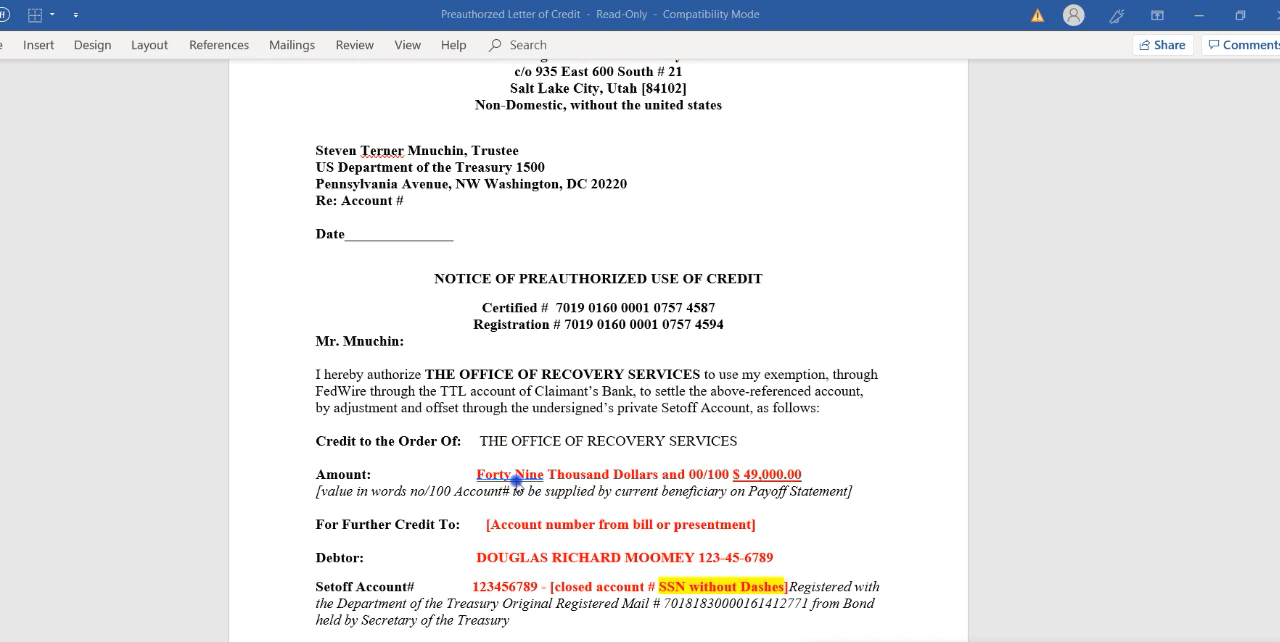 Preauthorzed Letter of Credit - Read-Only - Compatibility Mode
Insert Design Layout References Mailings Review View Help Search Share Comments
c/o 935 East 600 South # 21
Salt Lake City, Utah [84102]
Non-Domestic, without the united states
Steven Terner Mnuchin, Trustee
US Department of the Treasury 1500
Pennsylvania Avenue, NW Washington, DC 20220
Re: Account #
Date_______________
NOTICE OF PREAUTHORIZED USE OF CREDIT
Certified # 7019 0160 0001 0757 4587
Registration # 7019 0160 0001 0757 4594
Mr. Mnuchin:
I hereby authorize THE OFFICE OF RECOVERY SERVICES to use my exemption, through
FedWire through the TTL account of Claimant's Bank, to settle the above-referenced account,
by adjustment and offset through the undersigned's private Setoff Account, as follows:
Credit to the Order Of: THE OFFICE OF RECOVERY SERVICES
Amount: Forty Nine Thousand Dollars and 00/100 $ 49,000.00
[value in words no/100 Account# to be supplied by current beneficiary on Payoff Statement]
For Further Credit To: [Account number from bill or presentment]
Debtor: DOUGLAS RICHARD MOOMEY 123-45-6789
Setoff Account# 123456789 - [closed account # SSN without Dashes]Registered with
the Department of the Treasury Original Registered Mail # 70181830000161412771 from Bond
held by Secretary of the Treasury